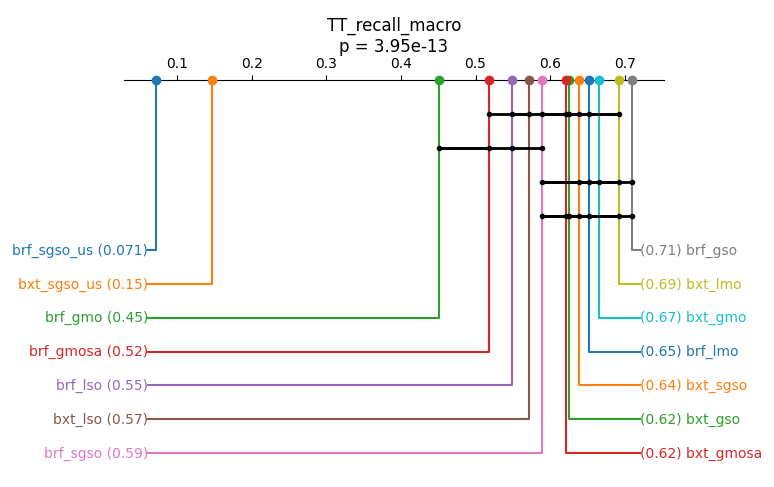 TT_recall_macro
p = 3.95e-13
0.1 0.2 0.3 0.4 0.5 0.6 0.7
brf_sgso_us (0.071) (0.71) brf_gso
bxt_sgso_us (0.15) (0.69) bxt_lmo
brf_gmo (0.45) (0.67) bxt_gmo
brf_gmosa (0.52) (0.65) brf_lmo
brf_lso (0.55) (0.64) bxt_sgso
bxt_lso (0.57) (0.62) bxt_gso
brf_sgso (0.59) (0.62) bxt_gmosa